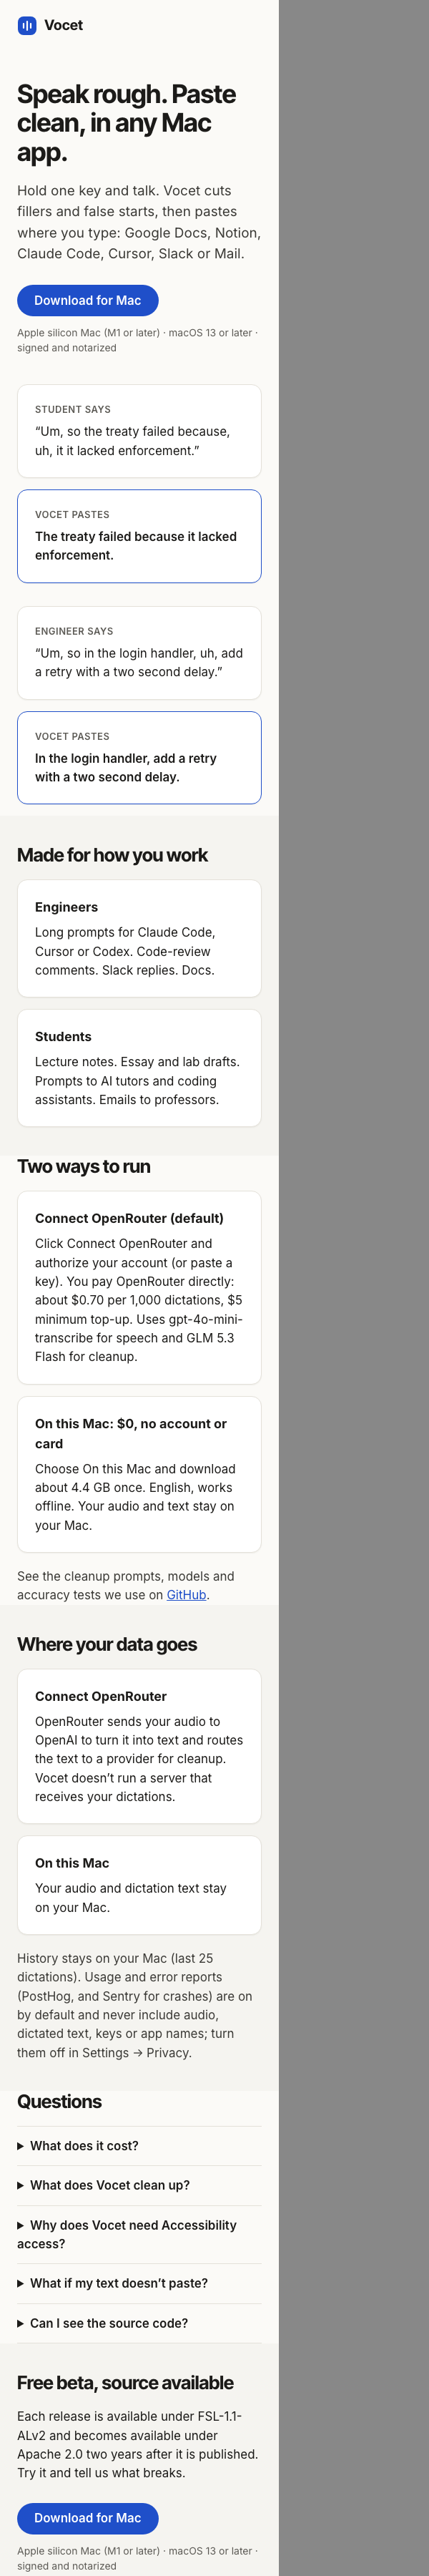 Vocet
Speak rough. Paste
clean, in any Mac
app.
Hold one key and talk. Vocet cuts
fillers and false starts, then pastes
where you type: Google Docs, Notion,
Claude Code, Cursor, Slack or Mail.
Download for Mac
Apple silicon Mac (M1 or later) · macOS 13 or later ·
signed and notarized
STUDENT SAYS
“Um, so the treaty failed because,
uh, it it lacked enforcement.”
VOCET PASTES
The treaty failed because it lacked
enforcement.
ENGINEER SAYS
“Um, so in the login handler, uh, add
a retry with a two second delay.”
VOCET PASTES
In the login handler, add a retry
with a two second delay.
Made for how you work
Engineers
Long prompts for Claude Code,
Cursor or Codex. Code-review
comments. Slack replies. Docs.
Students
Lecture notes. Essay and lab drafts.
Prompts to AI tutors and coding
assistants. Emails to professors.
Two ways to run
Connect OpenRouter (default)
Click Connect OpenRouter and
authorize your account (or paste a
key). You pay OpenRouter directly:
about $0.70 per 1,000 dictations, $5
minimum top-up. Uses gpt-4o-mini-
transcribe for speech and GLM 5.3
Flash for cleanup.
On this Mac: $0, no account or
card
Choose On this Mac and download
about 4.4 GB once. English, works
offline. Your audio and text stay on
your Mac.
See the cleanup prompts, models and
accuracy tests we use on GitHub.
Where your data goes
Connect OpenRouter
OpenRouter sends your audio to
OpenAI to turn it into text and routes
the text to a provider for cleanup.
Vocet doesn’t run a server that
receives your dictations.
On this Mac
Your audio and dictation text stay
on your Mac.
History stays on your Mac (last 25
dictations). Usage and error reports
(PostHog, and Sentry for crashes) are on
by default and never include audio,
dictated text, keys or app names; turn
them off in Settings → Privacy.
Questions
▶ What does it cost?
▶ What does Vocet clean up?
▶ Why does Vocet need Accessibility
access?
▶ What if my text doesn’t paste?
▶ Can I see the source code?
Free beta, source available
Each release is available under FSL-1.1-
ALv2 and becomes available under
Apache 2.0 two years after it is published.
Try it and tell us what breaks.
Download for Mac
Apple silicon Mac (M1 or later) · macOS 13 or later ·
signed and notarized